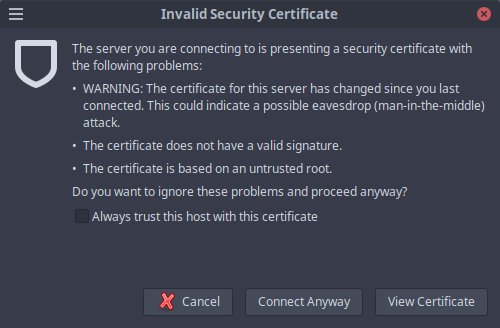 Invalid Security Certificate
The server you are connecting to is presenting a security certificate with
the following problems:
• WARNING: The certificate for this server has changed since you last
connected. This could indicate a possible eavesdrop (man-in-the-middle)
attack.
• The certificate does not have a valid signature.
• The certificate is based on an untrusted root.
Do you want to ignore these problems and proceed anyway?
Always trust this host with this certificate
Cancel Connect Anyway View Certificate